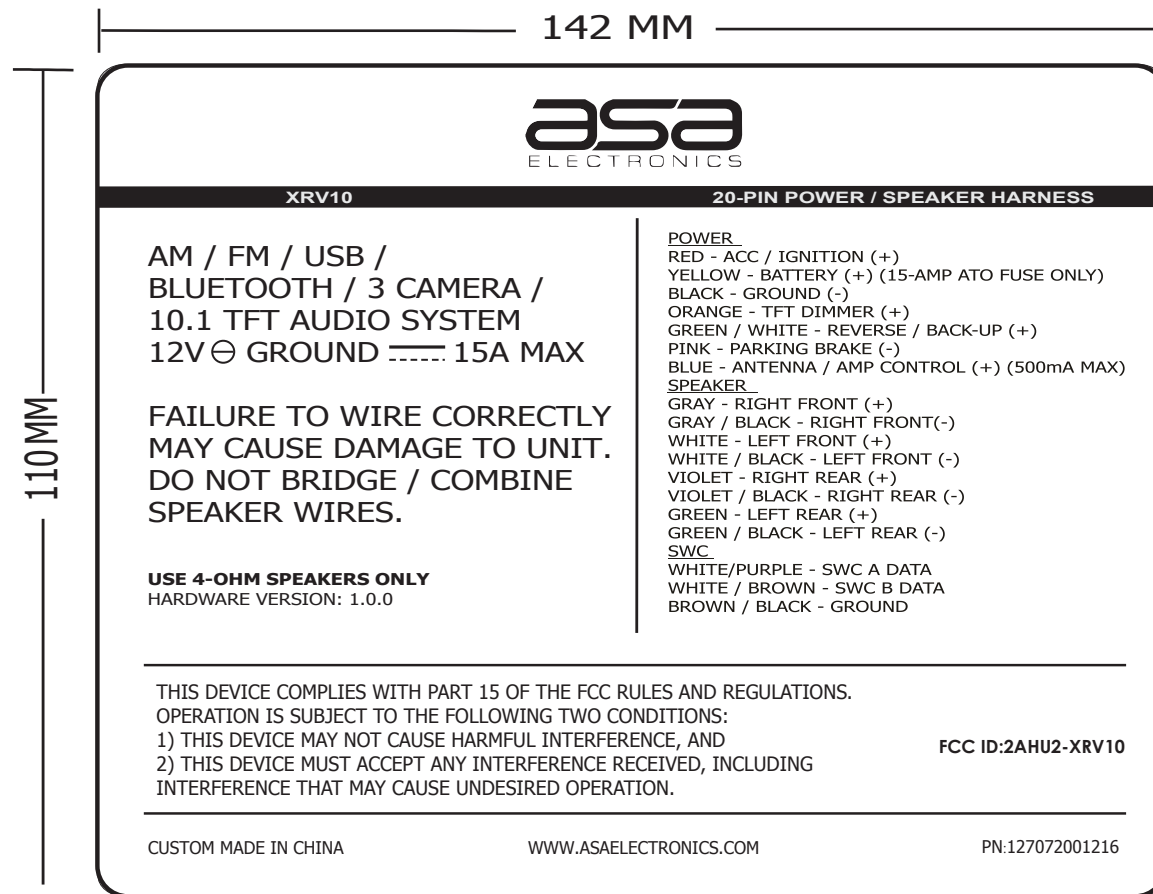 142 MM
110MM
asa
ELECTRONICS
XRV10
20-PIN POWER / SPEAKER HARNESS
AM / FM / USB /
BLUETOOTH / 3 CAMERA /
10.1 TFT AUDIO SYSTEM
12V ⊖ GROUND ⎓ 15A MAX
FAILURE TO WIRE CORRECTLY
MAY CAUSE DAMAGE TO UNIT.
DO NOT BRIDGE / COMBINE
SPEAKER WIRES.
USE 4-OHM SPEAKERS ONLY
HARDWARE VERSION: 1.0.0
POWER
RED - ACC / IGNITION (+)
YELLOW - BATTERY (+) (15-AMP ATO FUSE ONLY)
BLACK - GROUND (-)
ORANGE - TFT DIMMER (+)
GREEN / WHITE - REVERSE / BACK-UP (+)
PINK - PARKING BRAKE (-)
BLUE - ANTENNA / AMP CONTROL (+) (500mA MAX)
SPEAKER
GRAY - RIGHT FRONT (+)
GRAY / BLACK - RIGHT FRONT(-)
WHITE - LEFT FRONT (+)
WHITE / BLACK - LEFT FRONT (-)
VIOLET - RIGHT REAR (+)
VIOLET / BLACK - RIGHT REAR (-)
GREEN - LEFT REAR (+)
GREEN / BLACK - LEFT REAR (-)
SWC
WHITE/PURPLE - SWC A DATA
WHITE / BROWN - SWC B DATA
BROWN / BLACK - GROUND
THIS DEVICE COMPLIES WITH PART 15 OF THE FCC RULES AND REGULATIONS.
OPERATION IS SUBJECT TO THE FOLLOWING TWO CONDITIONS:
1) THIS DEVICE MAY NOT CAUSE HARMFUL INTERFERENCE, AND
2) THIS DEVICE MUST ACCEPT ANY INTERFERENCE RECEIVED, INCLUDING
INTERFERENCE THAT MAY CAUSE UNDESIRED OPERATION.
FCC ID:2AHU2-XRV10
CUSTOM MADE IN CHINA
WWW.ASAELECTRONICS.COM
PN:127072001216